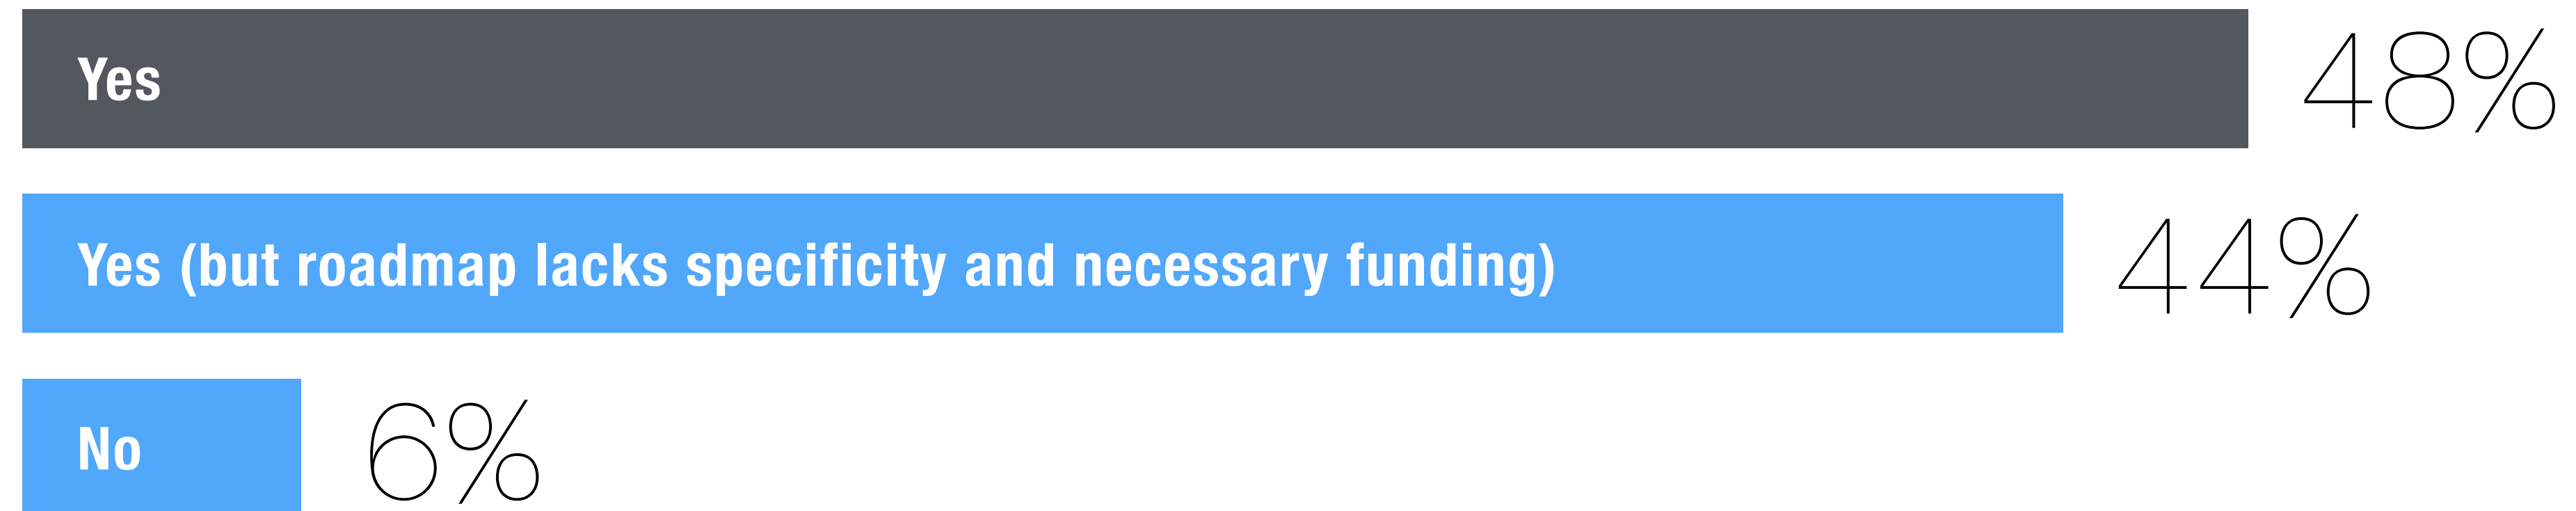 Yes 48%
Yes (but roadmap lacks specificity and necessary funding) 44%
No 6%